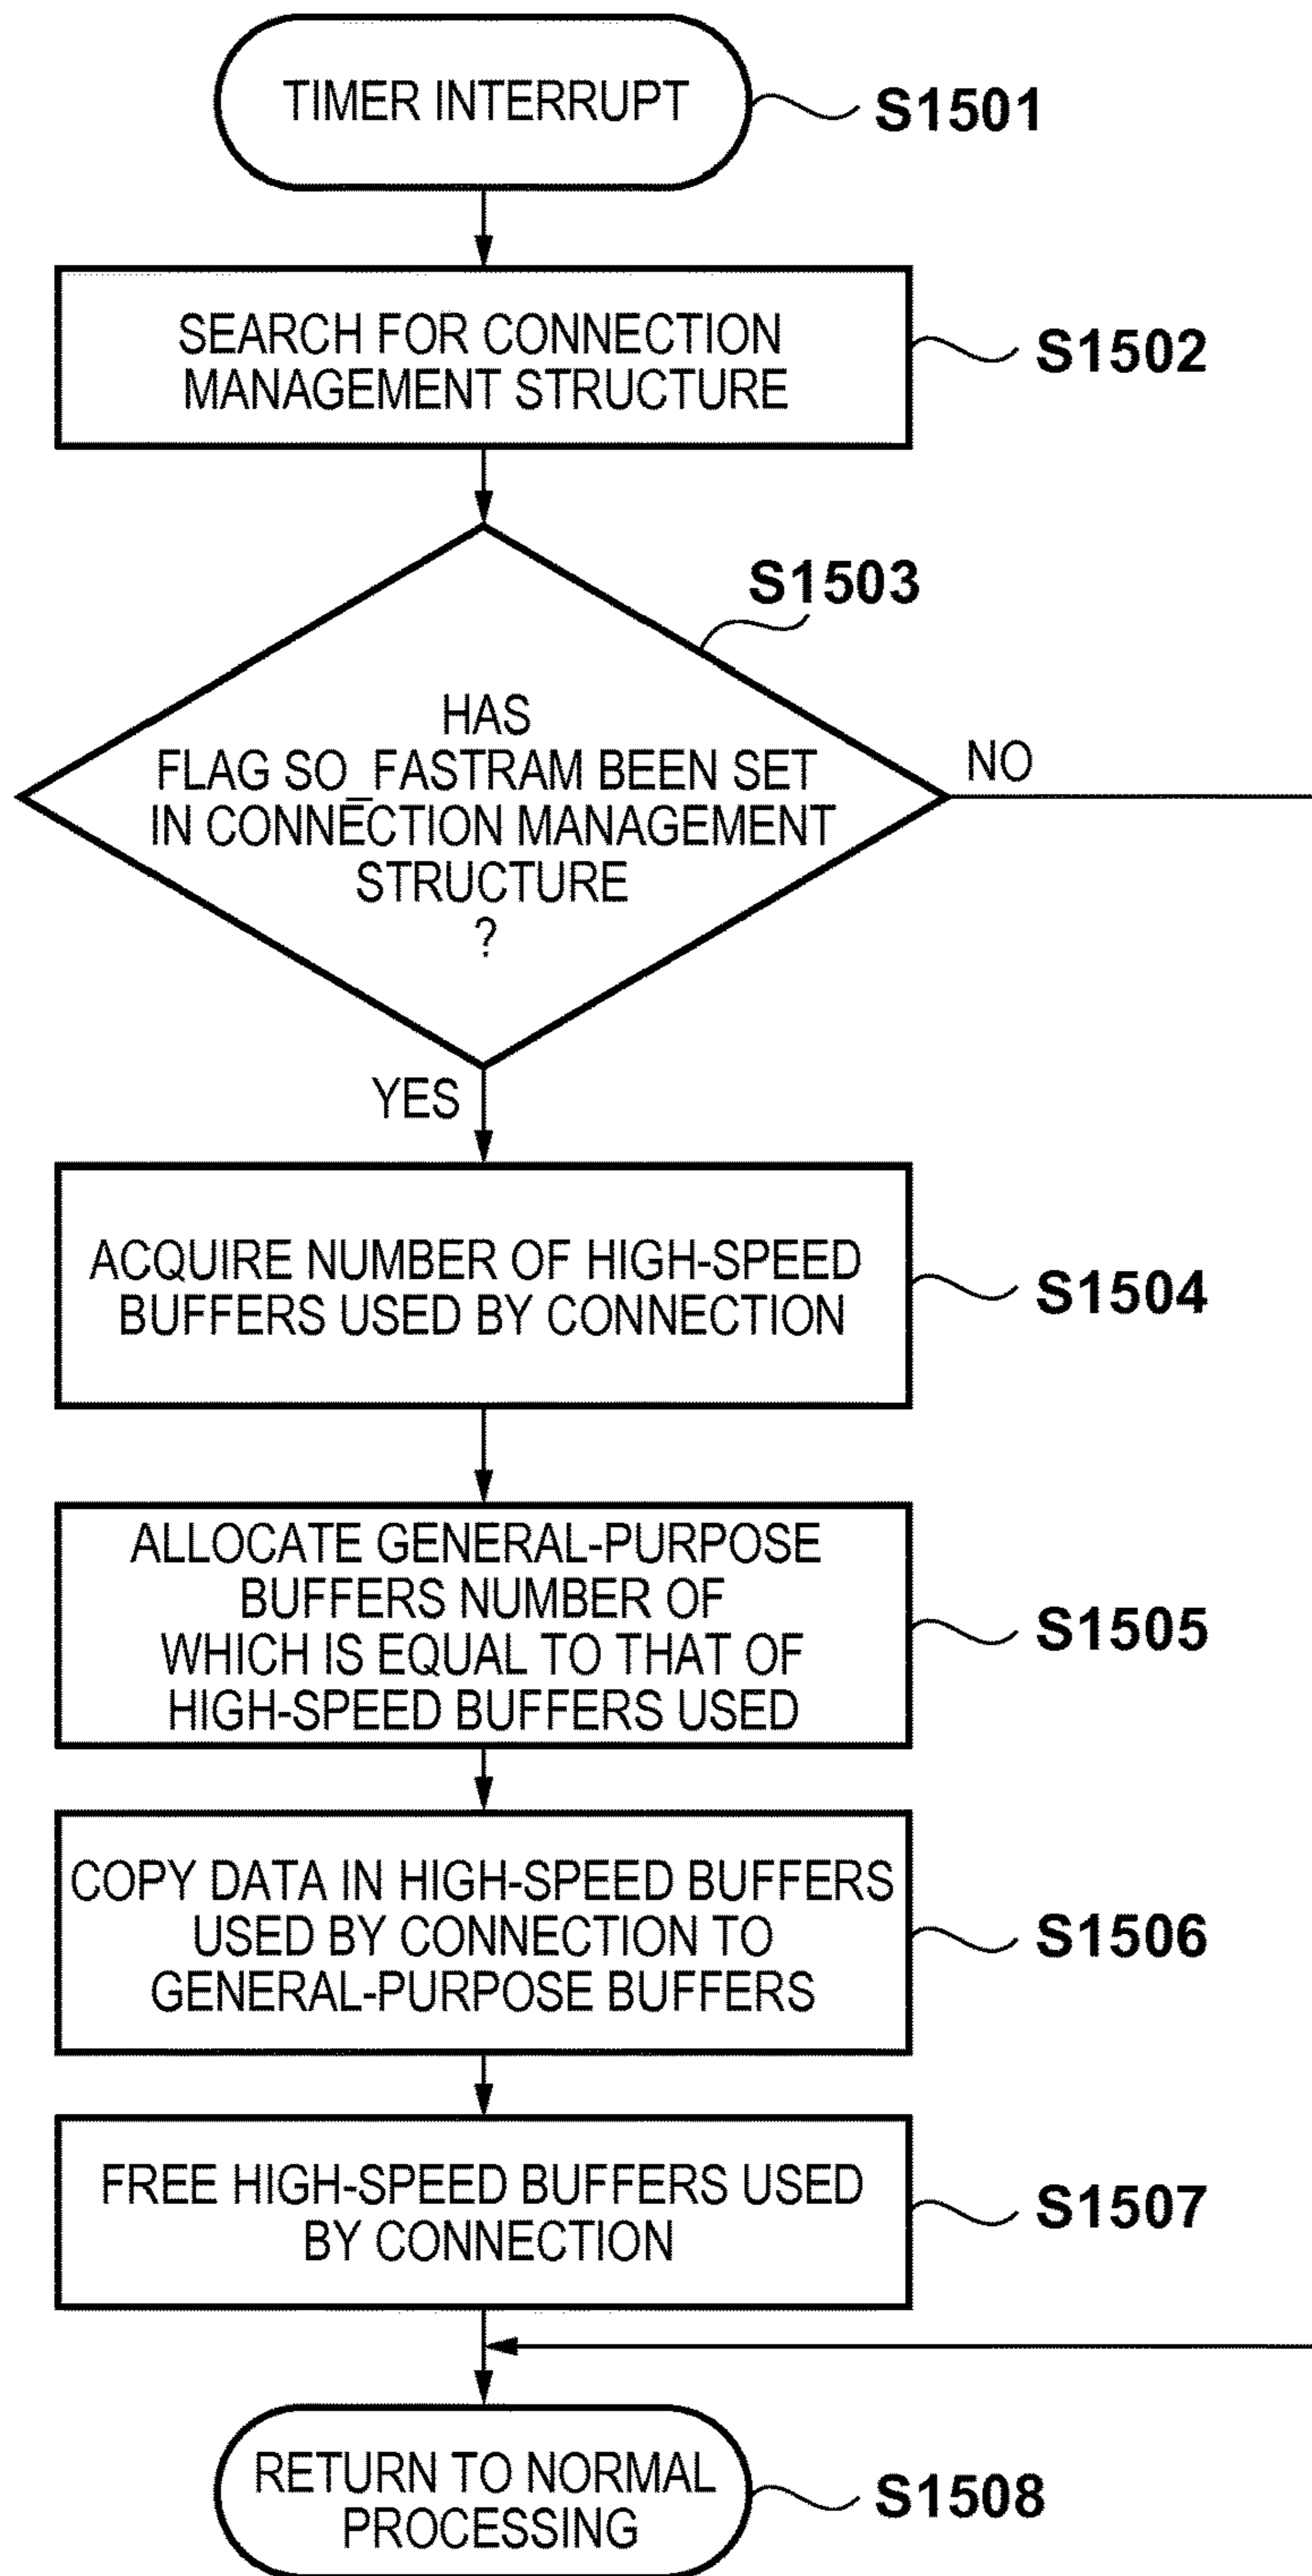 TIMER INTERRUPT
S1501
SEARCH FOR CONNECTION
MANAGEMENT STRUCTURE
S1502
S1503
HAS
FLAG SO_FASTRAM BEEN SET
IN CONNECTION MANAGEMENT
STRUCTURE
?
NO
YES
ACQUIRE NUMBER OF HIGH-SPEED
BUFFERS USED BY CONNECTION
S1504
ALLOCATE GENERAL-PURPOSE
BUFFERS NUMBER OF
WHICH IS EQUAL TO THAT OF
HIGH-SPEED BUFFERS USED
S1505
COPY DATA IN HIGH-SPEED BUFFERS
USED BY CONNECTION TO
GENERAL-PURPOSE BUFFERS
S1506
FREE HIGH-SPEED BUFFERS USED
BY CONNECTION
S1507
RETURN TO NORMAL
PROCESSING
S1508